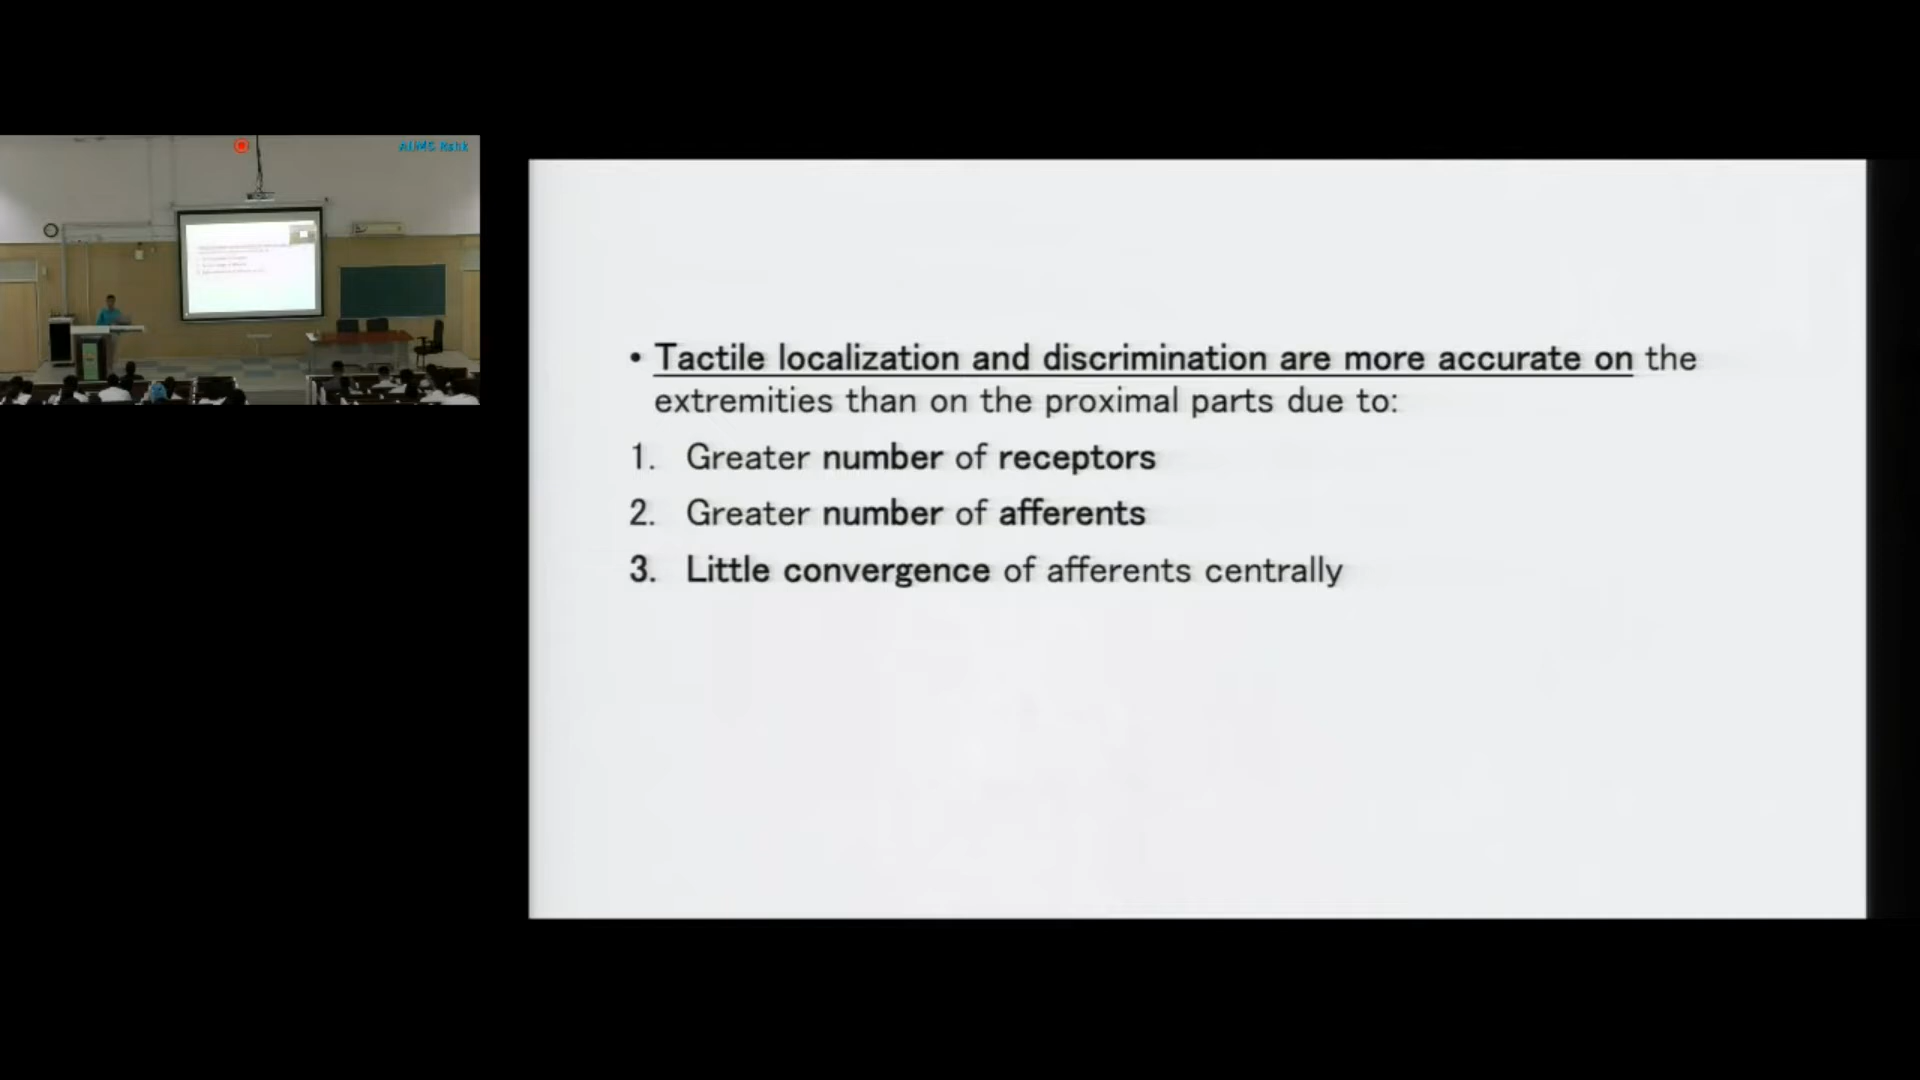 AIIMS
• Tactile localization and discrimination are more accurate on the
extremities than on the proximal parts due to:
1. Greater number of receptors
2. Greater number of afferents
3. Little convergence of afferents centrally